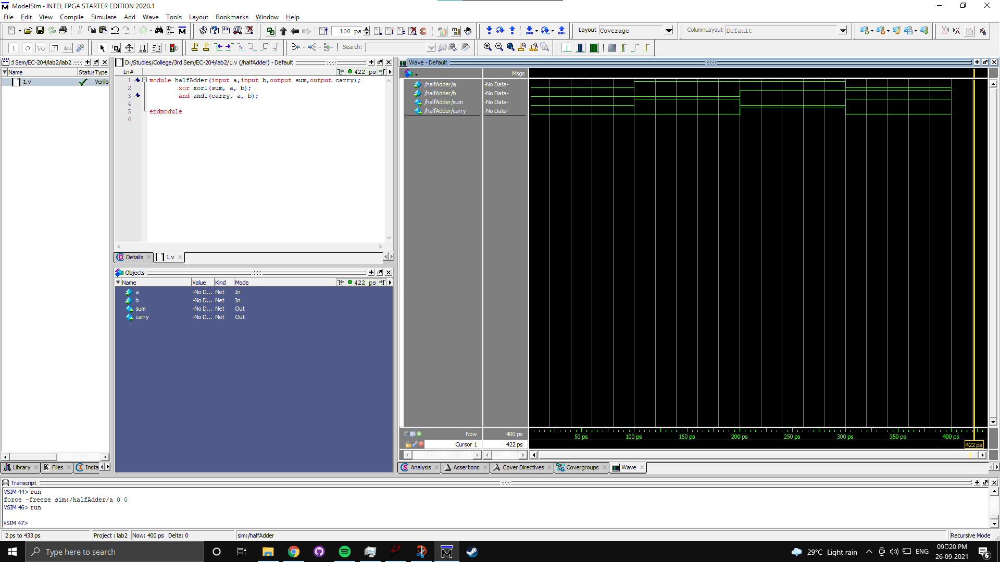 ModelSim - INTEL FPGA STARTER EDITION 2020.1
File Edit View Compile Simulate Add Wave Tools Layout Bookmarks Window Help
100 ps
Layout Coverage
ColumnLayout Default
ALL
Search:
d Sem/EC-204/lab2/lab2
Name Status Type
1.v Verilo
D:/Studies/College/3rd Sem/EC-204/lab2/1.v (/halfAdder) - Default
Ln# 422 ps
1 module halfAdder(input a,input b,output sum,output carry);
2 xor xor1(sum, a, b);
3 and and1(carry, a, b);
4
5 endmodule
6
Details 1.v
Objects
Name Value Kind Mode 422 ps
a -No D... Net In
b -No D... Net In
sum -No D... Net Out
carry -No D... Net Out
Wave - Default
Msgs
/halfAdder/a -No Data-
/halfAdder/b -No Data-
/halfAdder/sum -No Data-
/halfAdder/carry -No Data-
Now 400 ps
50 ps 100 ps 150 ps 200 ps 250 ps 300 ps 350 ps 400 ps
Cursor 1 422 ps
422 ps
Library Files Insta
Analysis Assertions Cover Directives Covergroups Wave
Transcript
VSIM 44> run
force -freeze sim:/halfAdder/a 0 0
VSIM 46> run
VSIM 47>
2 ps to 433 ps Project : lab2 Now: 400 ps Delta: 0 sim:/halfAdder Recursive Mode
Type here to search
29°C Light rain
ENG
09:20 PM
26-09-2021
6